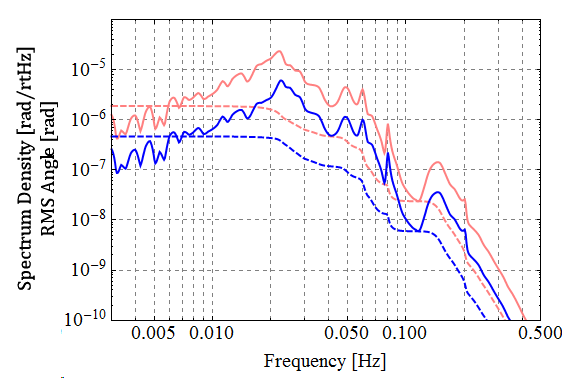 Spectrum Density [rad/rtHz]
RMS Angle [rad]
10^-5
10^-6
10^-7
10^-8
10^-9
10^-10
0.005 0.010 0.050 0.100 0.500
Frequency [Hz]